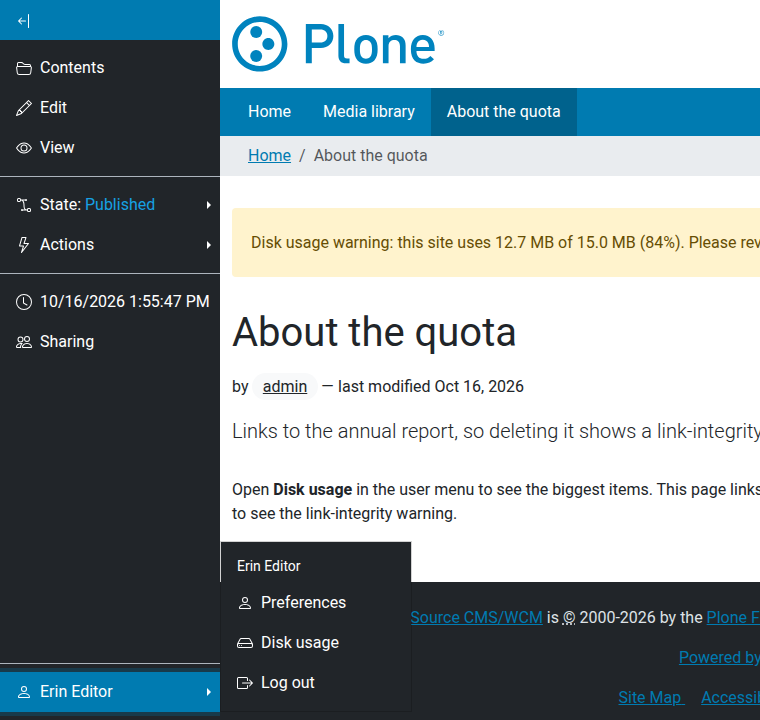 Contents
Edit
View
State: Published
Actions
10/16/2026 1:55:47 PM
Sharing
Erin Editor
Plone®
Home
Media library
About the quota
Home / About the quota
Disk usage warning: this site uses 12.7 MB of 15.0 MB (84%). Please rev
About the quota
by admin — last modified Oct 16, 2026
Links to the annual report, so deleting it shows a link-integrity
Open Disk usage in the user menu to see the biggest items. This page links
to see the link-integrity warning.
Erin Editor
Preferences
Disk usage
Log out
Source CMS/WCM is © 2000-2026 by the Plone F
Powered by
Site Map Accessib